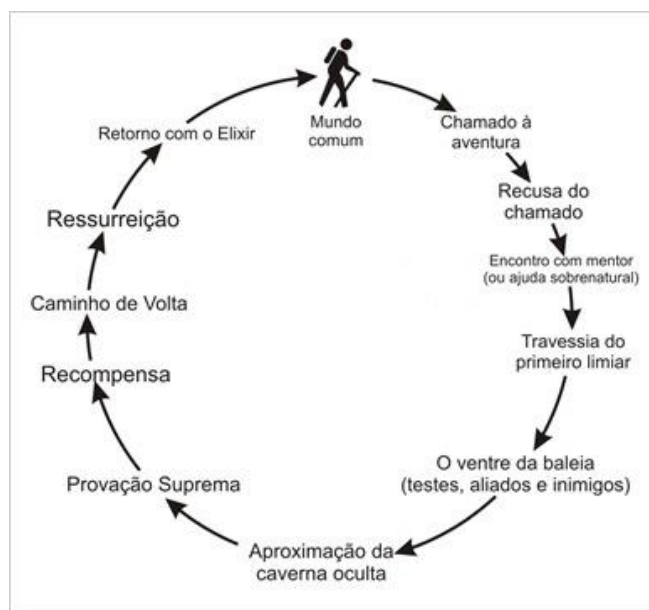 Mundo
comum
Chamado à
aventura
Recusa do
chamado
Encontro com mentor
(ou ajuda sobrenatural)
Travessia do
primeiro limiar
O ventre da baleia
(testes, aliados e inimigos)
Aproximação da
caverna oculta
Provação Suprema
Recompensa
Caminho de Volta
Ressurreição
Retorno com o Elixir